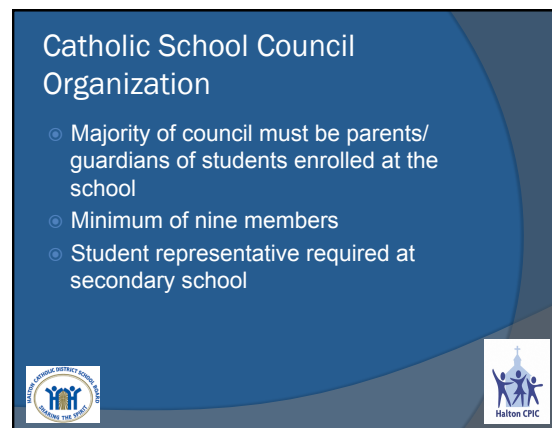 Catholic School Council
Organization
Majority of council must be parents/
guardians of students enrolled at the
school
Minimum of nine members
Student representative required at
secondary school
HALTON CATHOLIC DISTRICT SCHOOL BOARD
SHARING THE SPIRIT
Halton CPIC